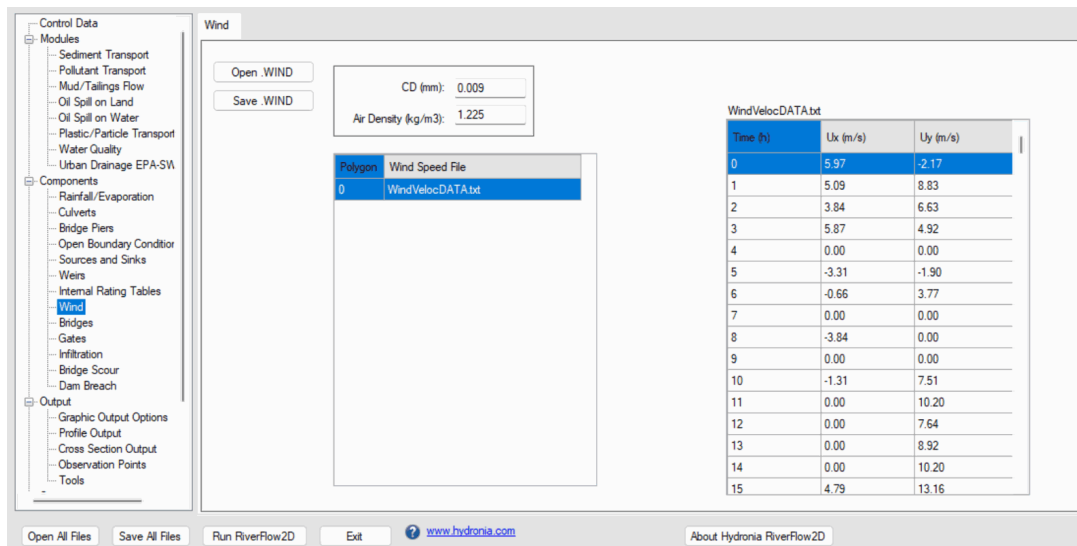 Control Data
Modules
Sediment Transport
Pollutant Transport
Mud/Tailings Flow
Oil Spill on Land
Oil Spill on Water
Plastic/Particle Transport
Water Quality
Urban Drainage EPA-SW
Components
Rainfall/Evaporation
Culverts
Bridge Piers
Open Boundary Condition
Sources and Sinks
Weirs
Internal Rating Tables
Wind
Bridges
Gates
Infiltration
Bridge Scour
Dam Breach
Output
Graphic Output Options
Profile Output
Cross Section Output
Observation Points
Tools
Wind
Open .WIND
Save .WIND
CD (mm): 0.009
Air Density (kg/m3): 1.225
Polygon Wind Speed File
0 WindVelocDATA.txt
WindVelocDATA.txt
Time (h) Ux (m/s) Uy (m/s)
0 5.97 -2.17
1 5.09 8.83
2 3.84 6.63
3 5.87 4.92
4 0.00 0.00
5 -3.31 -1.90
6 -0.66 3.77
7 0.00 0.00
8 -3.84 0.00
9 0.00 0.00
10 -1.31 7.51
11 0.00 10.20
12 0.00 7.64
13 0.00 8.92
14 0.00 10.20
15 4.79 13.16
Open All Files Save All Files Run RiverFlow2D Exit ? www.hydronia.com About Hydronia RiverFlow2D